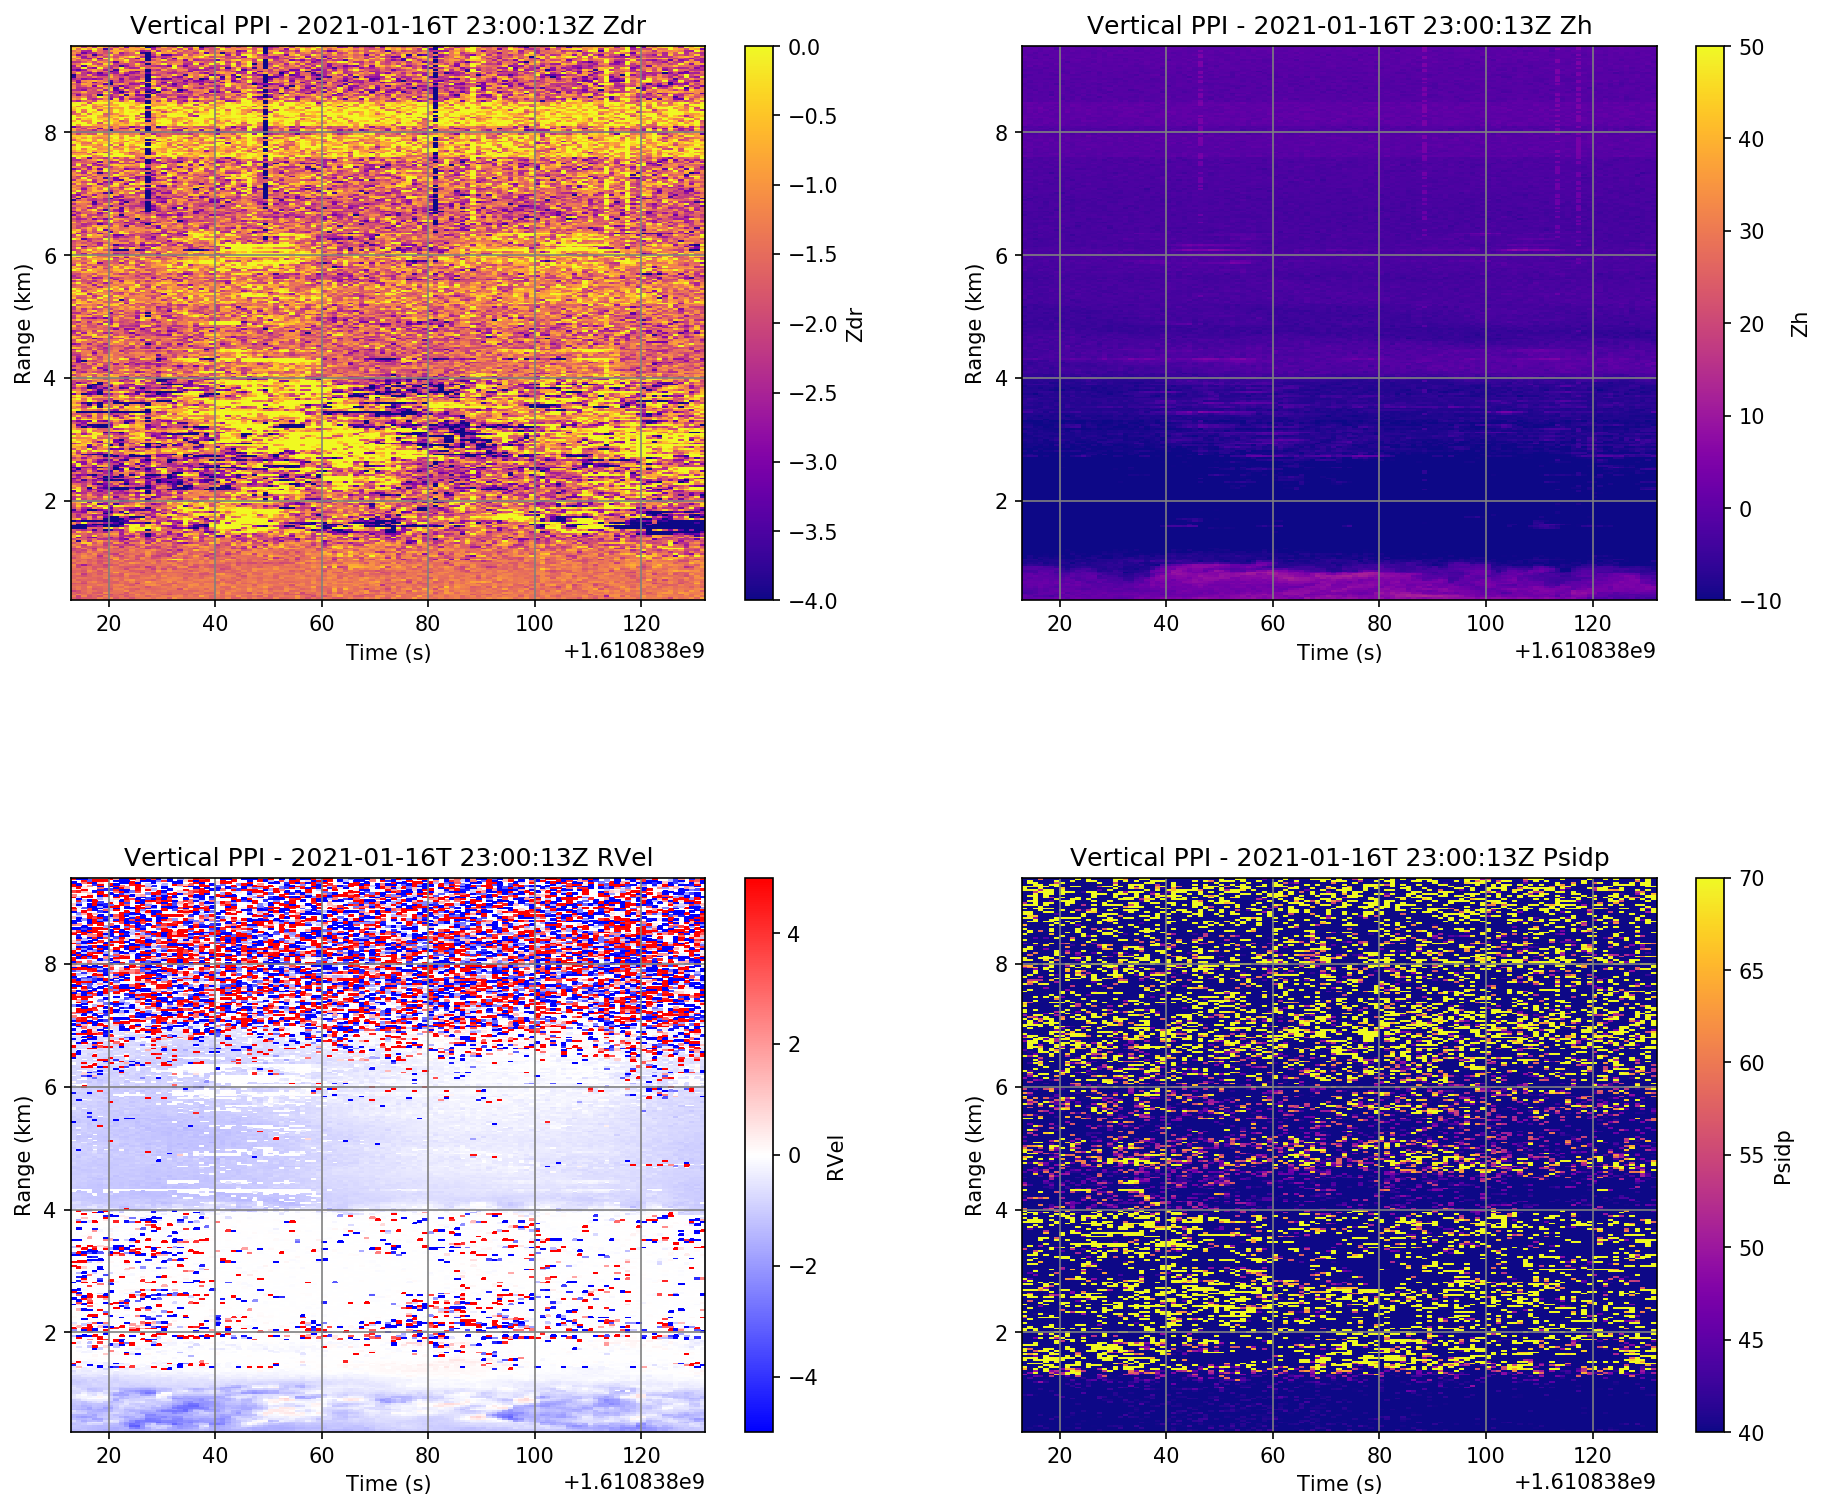 Vertical PPI - 2021-01-16T 23:00:13Z Zdr
Range (km)
8
6
4
2
20 40 60 80 100 120
Time (s)
+1.610838e9
0.0
−0.5
−1.0
−1.5
−2.0
−2.5
−3.0
−3.5
−4.0
Zdr
Vertical PPI - 2021-01-16T 23:00:13Z Zh
Range (km)
8
6
4
2
20 40 60 80 100 120
Time (s)
+1.610838e9
50
40
30
20
10
0
−10
Zh
Vertical PPI - 2021-01-16T 23:00:13Z RVel
Range (km)
8
6
4
2
20 40 60 80 100 120
Time (s)
+1.610838e9
4
2
0
−2
−4
RVel
Vertical PPI - 2021-01-16T 23:00:13Z Psidp
Range (km)
8
6
4
2
20 40 60 80 100 120
Time (s)
+1.610838e9
70
65
60
55
50
45
40
Psidp